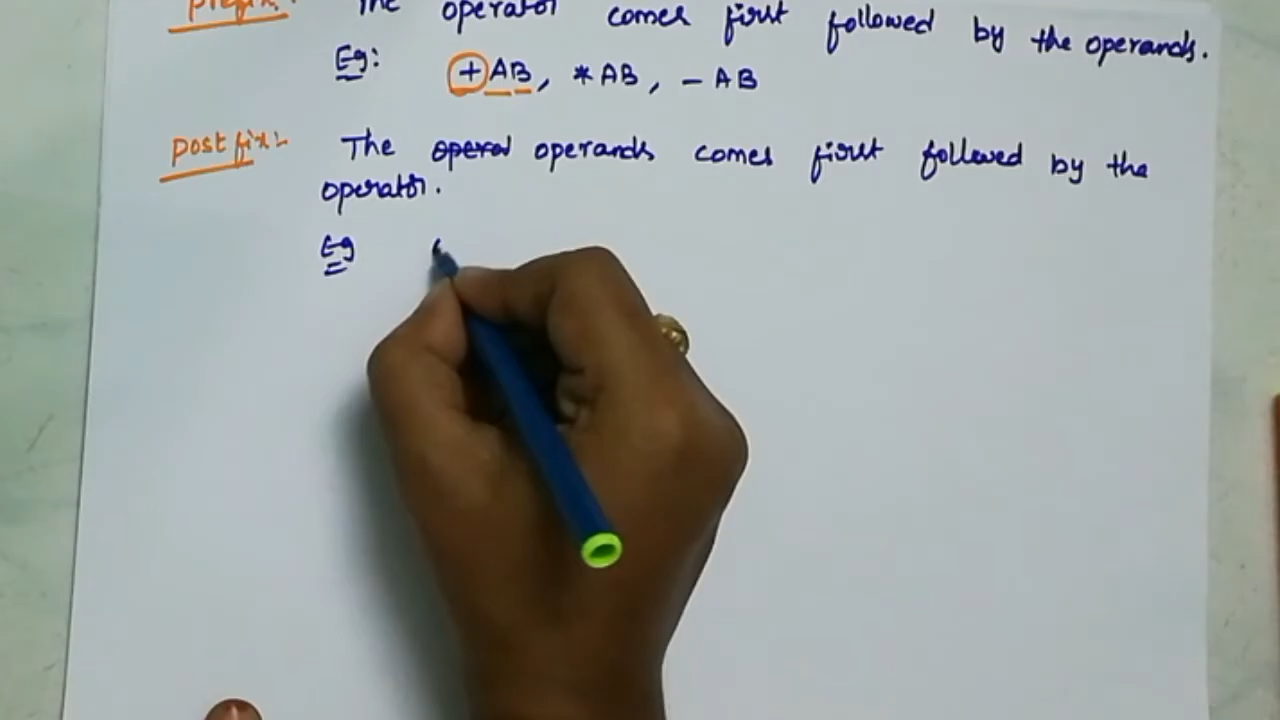 Prefix: The operator comes first followed by the operands.
Eg: +AB, *AB, - AB
postfix:- The operands comes first followed by the
operator.
Eg